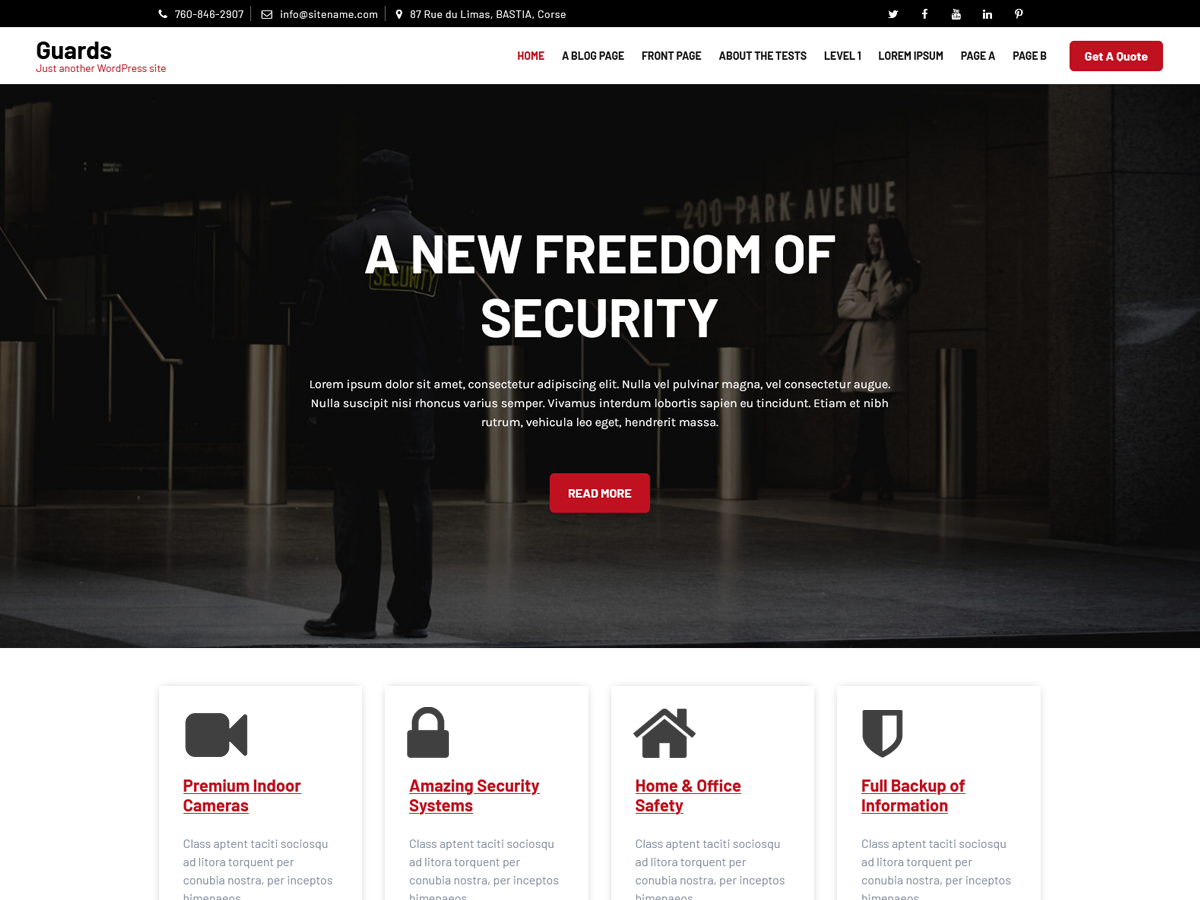 760-846-2907
info@sitename.com
87 Rue du Limas, BASTIA, Corse
Guards
Just another WordPress site
HOME A BLOG PAGE FRONT PAGE ABOUT THE TESTS LEVEL 1 LOREM IPSUM PAGE A PAGE B
Get A Quote
200 PARK AVENUE
SECURITY
A NEW FREEDOM OF
SECURITY
Lorem ipsum dolor sit amet, consectetur adipiscing elit. Nulla vel pulvinar magna, vel consectetur augue.
Nulla suscipit nisi rhoncus varius semper. Vivamus interdum lobortis sapien eu tincidunt. Etiam et nibh
rutrum, vehicula leo eget, hendrerit massa.
READ MORE
Premium Indoor
Cameras
Class aptent taciti sociosqu
ad litora torquent per
conubia nostra, per inceptos
himenaeos
Amazing Security
Systems
Class aptent taciti sociosqu
ad litora torquent per
conubia nostra, per inceptos
himenaeos
Home & Office
Safety
Class aptent taciti sociosqu
ad litora torquent per
conubia nostra, per inceptos
himenaeos
Full Backup of
Information
Class aptent taciti sociosqu
ad litora torquent per
conubia nostra, per inceptos
himenaeos